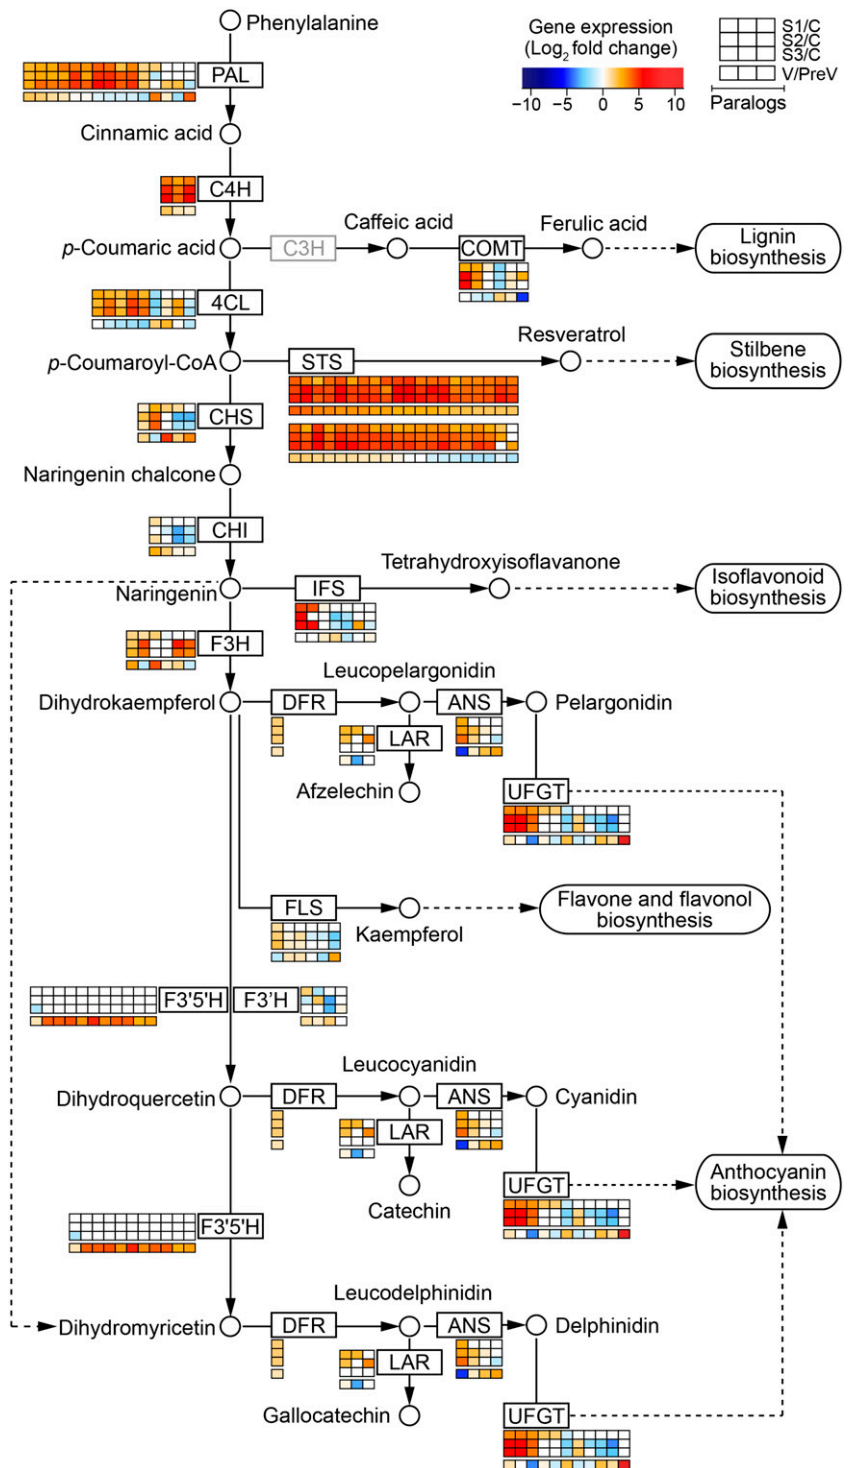 Phenylalanine
Gene expression
(Log2 fold change)
−10 −5 0 5 10
S1/C
S2/C
S3/C
V/PreV
Paralogs
PAL
Cinnamic acid
C4H
p-Coumaric acid
C3H
Caffeic acid
COMT
Ferulic acid
Lignin
biosynthesis
4CL
p-Coumaroyl-CoA
STS
Resveratrol
Stilbene
biosynthesis
CHS
Naringenin chalcone
CHI
Naringenin
IFS
Tetrahydroxyisoflavanone
Isoflavonoid
biosynthesis
F3H
Dihydrokaempferol
DFR
Leucopelargonidin
ANS
Pelargonidin
LAR
Afzelechin
UFGT
FLS
Kaempferol
Flavone and flavonol
biosynthesis
F3'5'H
F3’H
Dihydroquercetin
DFR
Leucocyanidin
ANS
Cyanidin
LAR
Catechin
UFGT
Anthocyanin
biosynthesis
F3'5'H
Dihydromyricetin
DFR
Leucodelphinidin
ANS
Delphinidin
LAR
Gallocatechin
UFGT